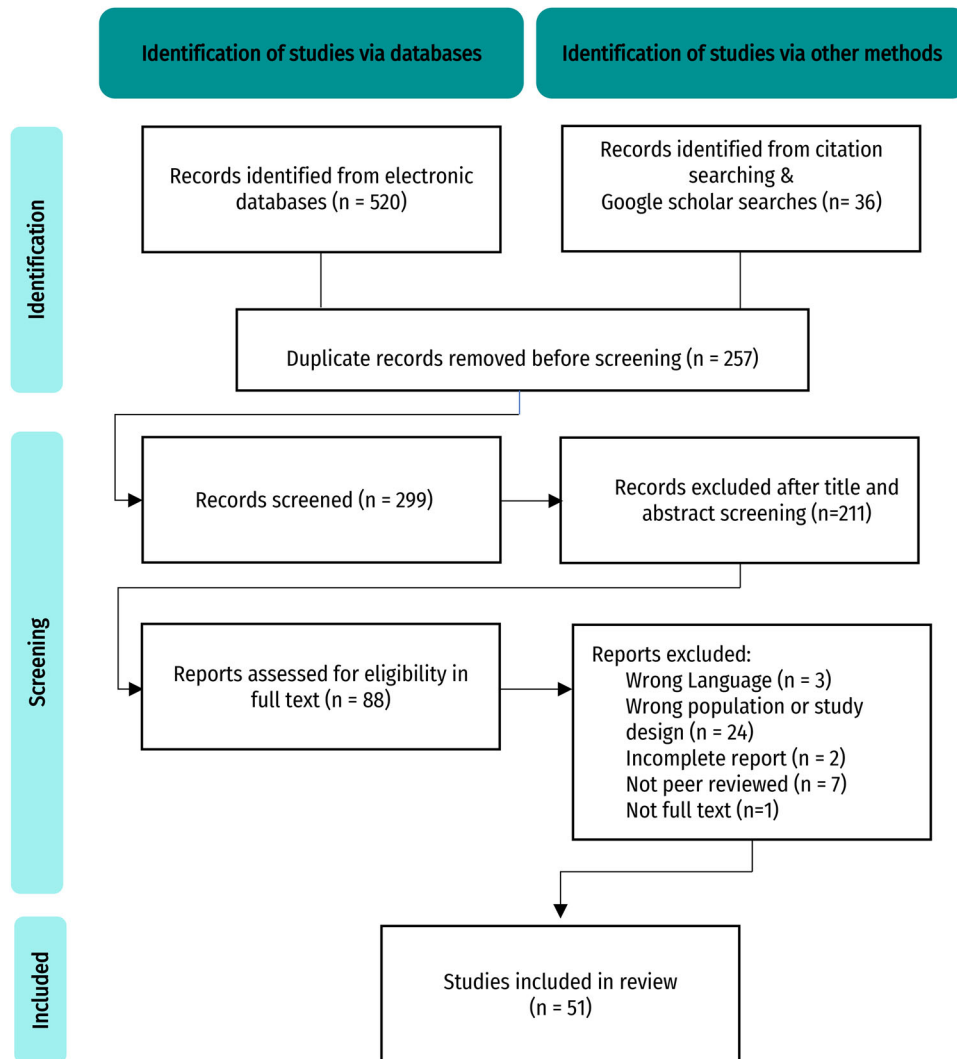 Identification of studies via databases
Identification of studies via other methods
Identification
Records identified from electronic
databases (n = 520)
Records identified from citation
searching &
Google scholar searches (n= 36)
Duplicate records removed before screening (n = 257)
Screening
Records screened (n = 299)
Records excluded after title and
abstract screening (n=211)
Reports assessed for eligibility in
full text (n = 88)
Reports excluded:
Wrong Language (n = 3)
Wrong population or study
design (n = 24)
Incomplete report (n = 2)
Not peer reviewed (n = 7)
Not full text (n=1)
Included
Studies included in review
(n = 51)